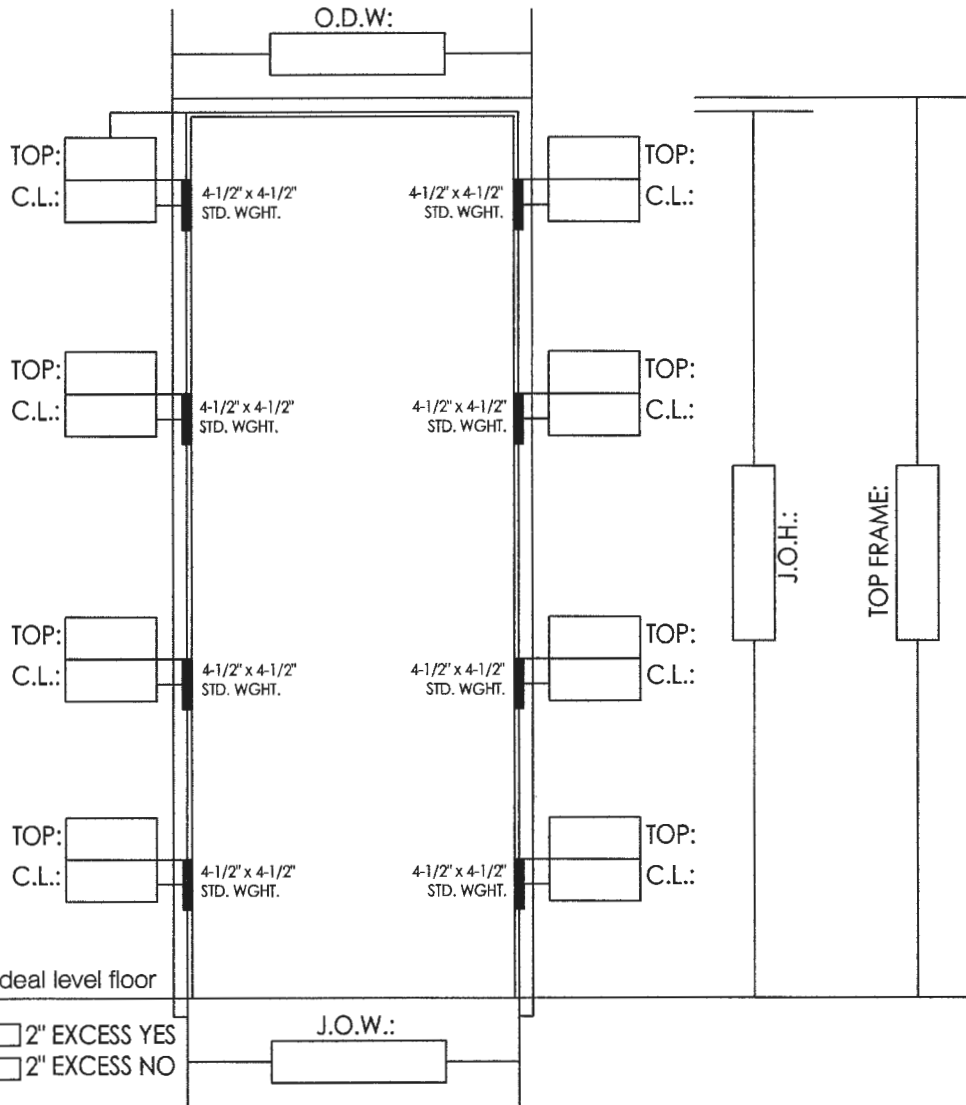 O.D.W:
TOP:
C.L.:
4-1/2" x 4-1/2"
STD. WGHT.
4-1/2" x 4-1/2"
STD. WGHT.
TOP:
C.L.:
TOP:
C.L.:
4-1/2" x 4-1/2"
STD. WGHT.
4-1/2" x 4-1/2"
STD. WGHT.
TOP:
C.L.:
J.O.H.:
TOP FRAME:
TOP:
C.L.:
4-1/2" x 4-1/2"
STD. WGHT.
4-1/2" x 4-1/2"
STD. WGHT.
TOP:
C.L.:
TOP:
C.L.:
4-1/2" x 4-1/2"
STD. WGHT.
4-1/2" x 4-1/2"
STD. WGHT.
TOP:
C.L.:
deal level floor
2" EXCESS YES
2" EXCESS NO
J.O.W.: